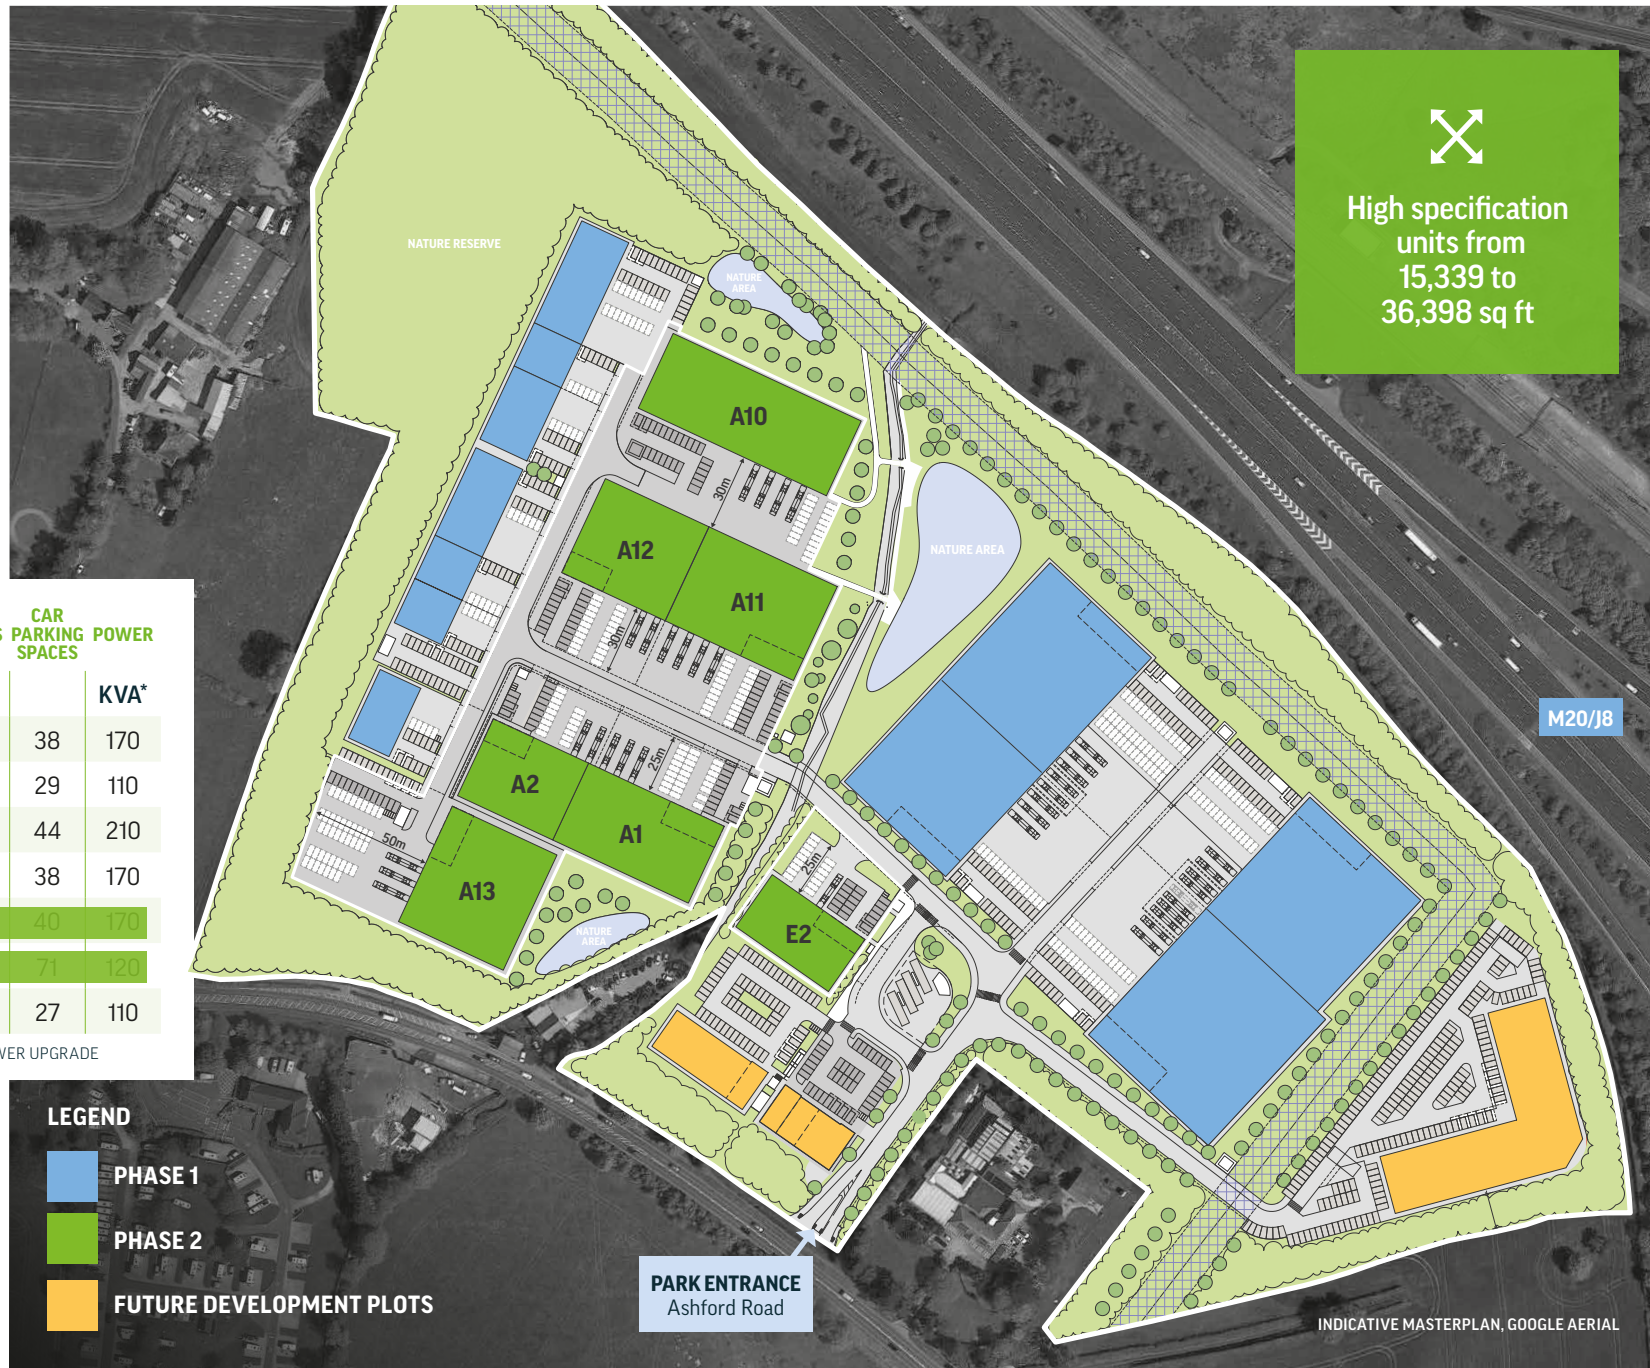 High specification
units from
15,339 to
36,398 sq ft
NATURE RESERVE
NATURE
AREA
A10
30m
A12
A11
NATURE AREA
30m
M20/J8
A2
25m
A1
50m
A13
25m
E2
NATURE
AREA
CAR
PARKING POWER
SPACES
KVA*
38 170
29 110
44 210
38 170
40 170
71 120
27 110
UPGRADE
LEGEND
PHASE 1
PHASE 2
FUTURE DEVELOPMENT PLOTS
PARK ENTRANCE
Ashford Road
INDICATIVE MASTERPLAN, GOOGLE AERIAL